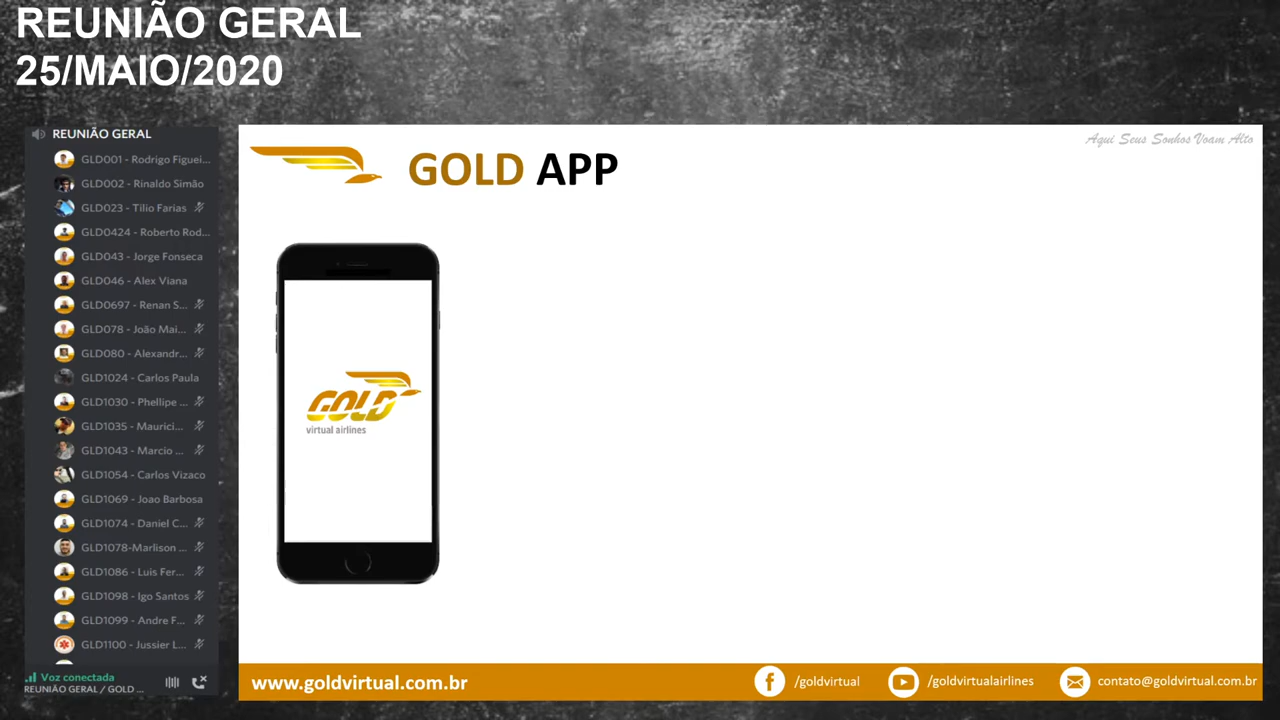 REUNIÃO GERAL
25/MAIO/2020
REUNIÃO GERAL
GLD001 - Rodrigo Figuei...
GLD002 - Rinaldo Simão
GLD023 - Tilio Farias
GLD0424 - Roberto Rod...
GLD043 - Jorge Fonseca
GLD046 - Alex Viana
GLD0697 - Renan S...
GLD078 - João Mai...
GLD080 - Alexandr...
GLD1024 - Carlos Paula
GLD1030 - Phellipe ...
GLD1035 - Maurici...
GLD1043 - Marcio ...
GLD1054 - Carlos Vizaco
GLD1069 - Joao Barbosa
GLD1074 - Daniel C...
GLD1078-Marlison ...
GLD1086 - Luis Fer...
GLD1098 - Igo Santos
GLD1099 - Andre F...
GLD1100 - Jussier L...
Voz conectada
REUNIÃO GERAL / GOLD ...
Aqui Seus Sonhos Voam Alto
GOLD APP
GOLD
virtual airlines
www.goldvirtual.com.br
/goldvirtual
/goldvirtualairlines
contato@goldvirtual.com.br